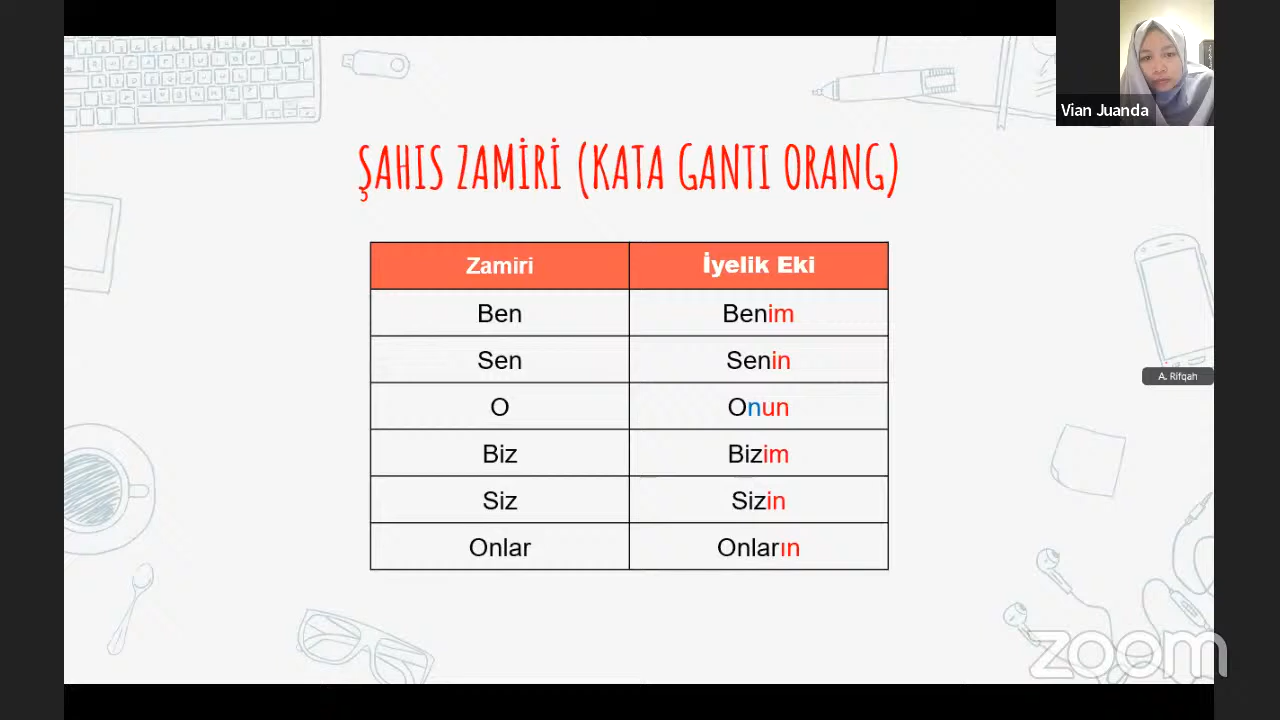 Vian Juanda
ŞAHIS ZAMİRİ (KATA GANTI ORANG)
Zamiri İyelik Eki
Ben Benim
Sen Senin
O Onun
Biz Bizim
Siz Sizin
Onlar Onların
A. Rifqah
zoom